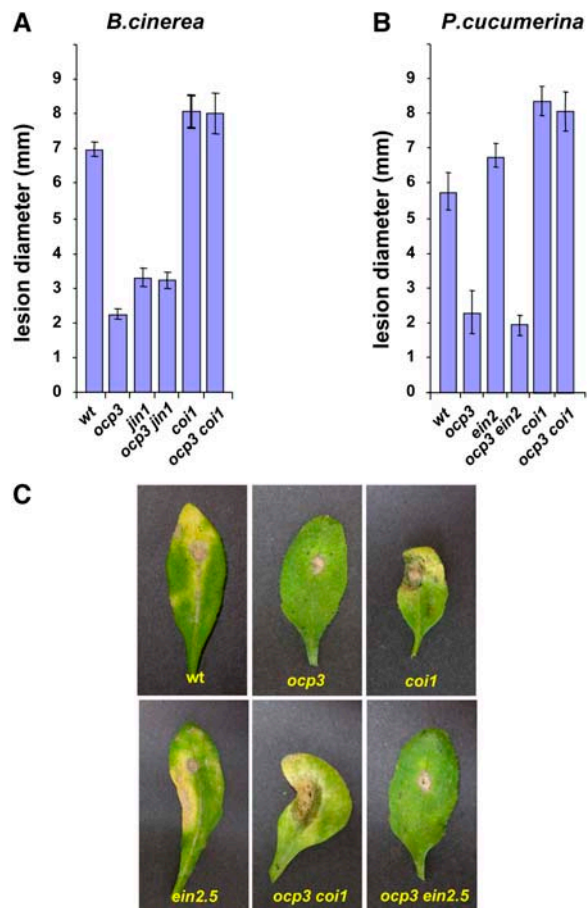 A
B.cinerea
lesion diameter (mm)
9
8
7
6
5
4
3
2
1
0
wt
ocp3
jin1
ocp3 jin1
coi1
ocp3 coi1
B
P.cucumerina
lesion diameter (mm)
9
8
7
6
5
4
3
2
1
0
wt
ocp3
ein2
ocp3 ein2
coi1
ocp3 coi1
C
wt
ocp3
coi1
ein2.5
ocp3 coi1
ocp3 ein2.5